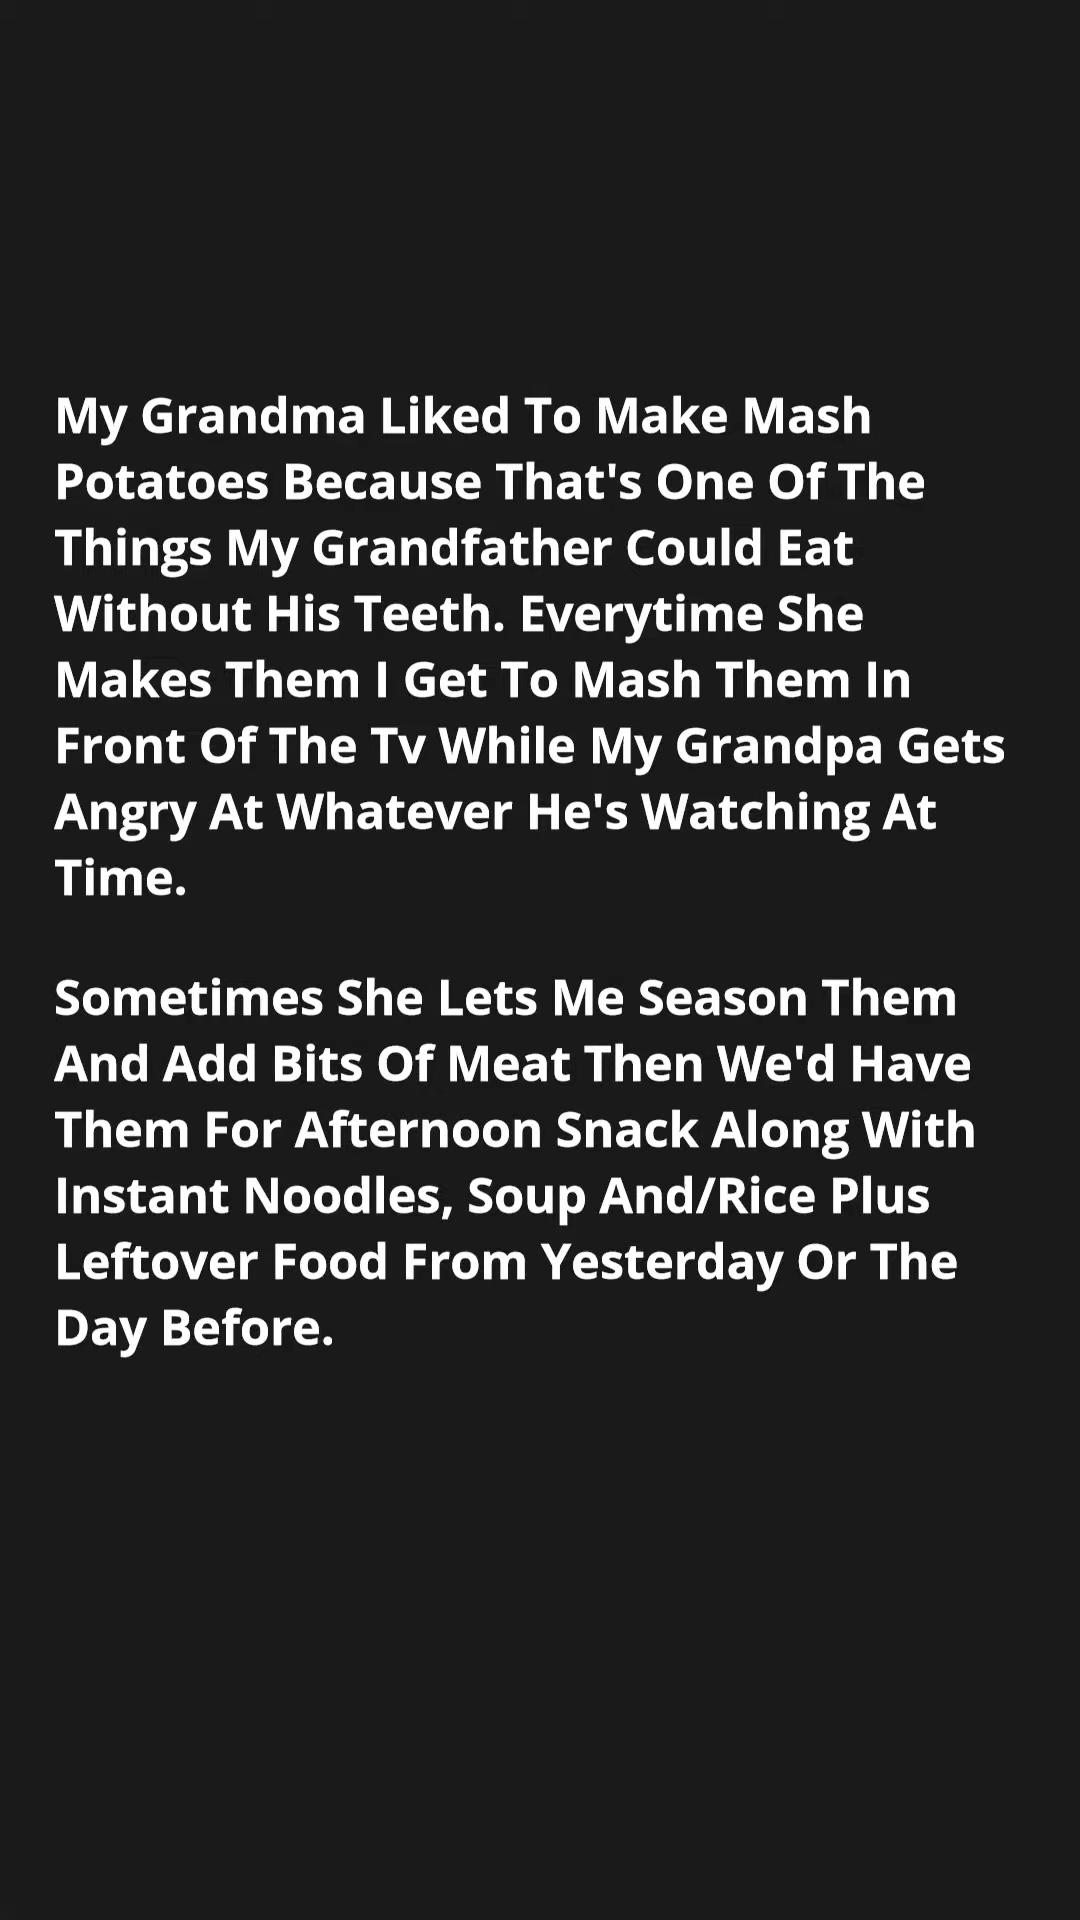 My Grandma Liked To Make Mash
Potatoes Because That's One Of The
Things My Grandfather Could Eat
Without His Teeth. Everytime She
Makes Them I Get To Mash Them In
Front Of The Tv While My Grandpa Gets
Angry At Whatever He's Watching At
Time.
Sometimes She Lets Me Season Them
And Add Bits Of Meat Then We'd Have
Them For Afternoon Snack Along With
Instant Noodles, Soup And/Rice Plus
Leftover Food From Yesterday Or The
Day Before.